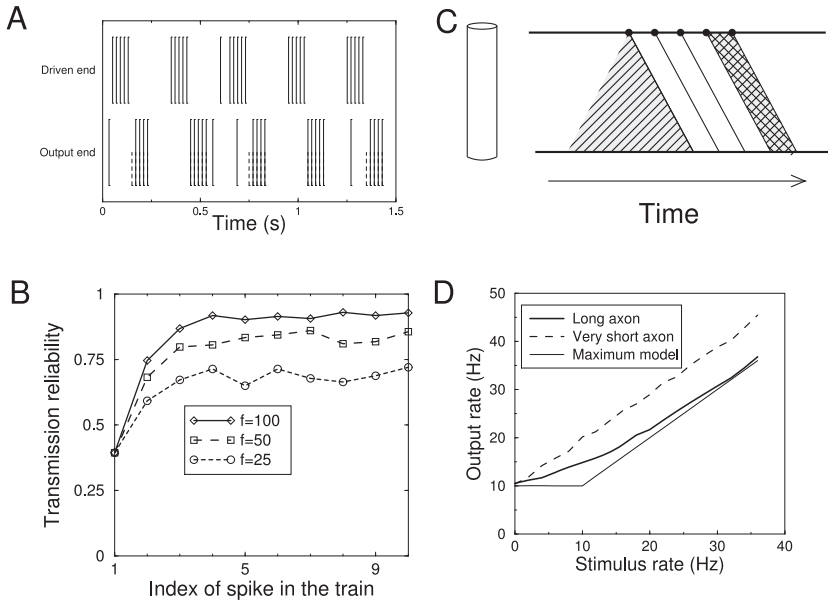 A
Driven end
Output end
0
0.5
1
1.5
Time (s)
C
Time
B
1
0.75
0.5
0.25
0
Transmission reliability
f=100
f=50
f=25
1
5
9
Index of spike in the train
D
50
40
30
20
10
0
Output rate (Hz)
Long axon
Very short axon
Maximum model
0
10
20
30
40
Stimulus rate (Hz)